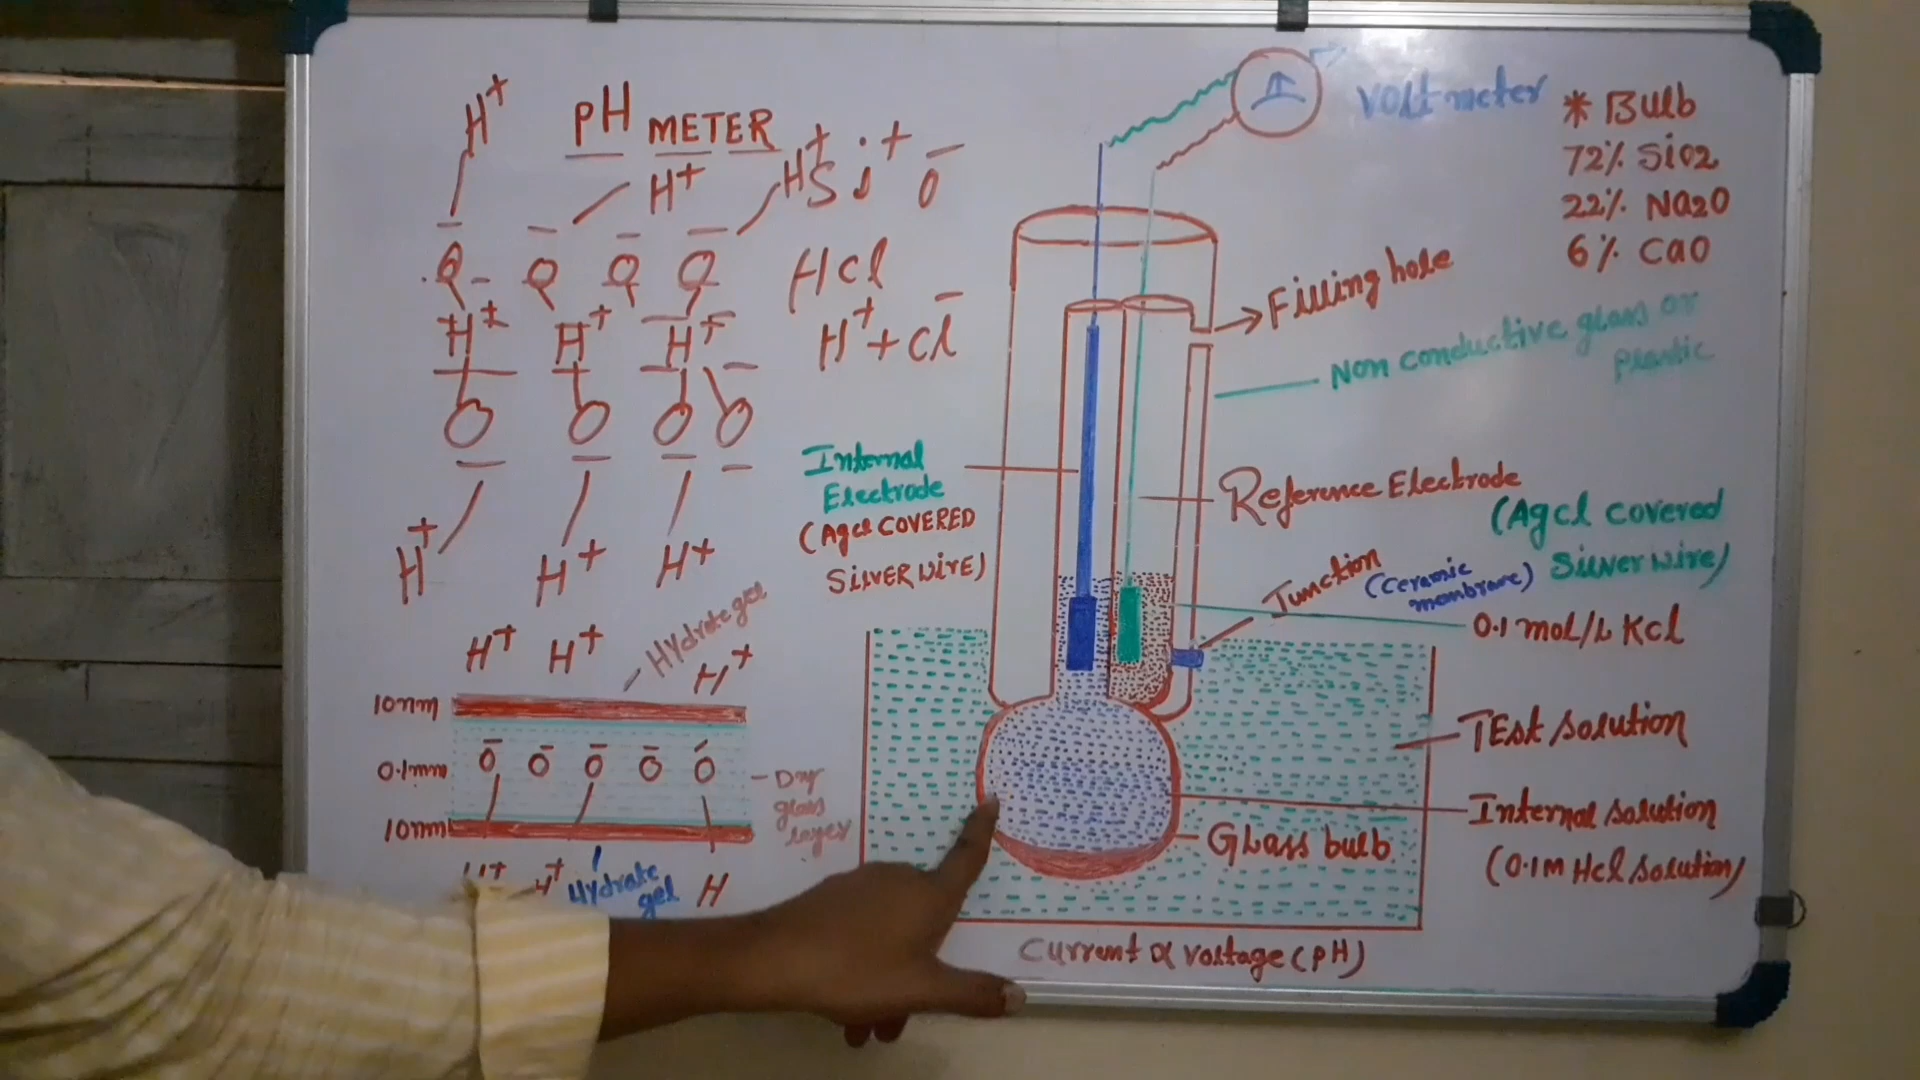 H+
pH METER
H+
H+ Si+ O-
H+ H+ H+
HCl
H+ + Cl-
O O O O
H+ H+ H+
H+ H+ H+
Hydrate gel
10nm
0.1mm
O- O- O- O- O-
Dry
glass
layer
10nm
H+ H+ H
Hydrate
gel
Voltmeter
* Bulb
72% SiO2
22% Na2O
6% CaO
Filling hole
Non conductive glass or
Plastic
Internal
Electrode
(Agcl COVERED
SILVER WIRE)
Reference Electrode
(Agcl covered
Silver wire)
Junction
(ceramic
membrane)
0.1 mol/L Kcl
TEst solution
Internal solution
(0.1M Hcl solution)
Glass bulb
Current α voltage (pH)